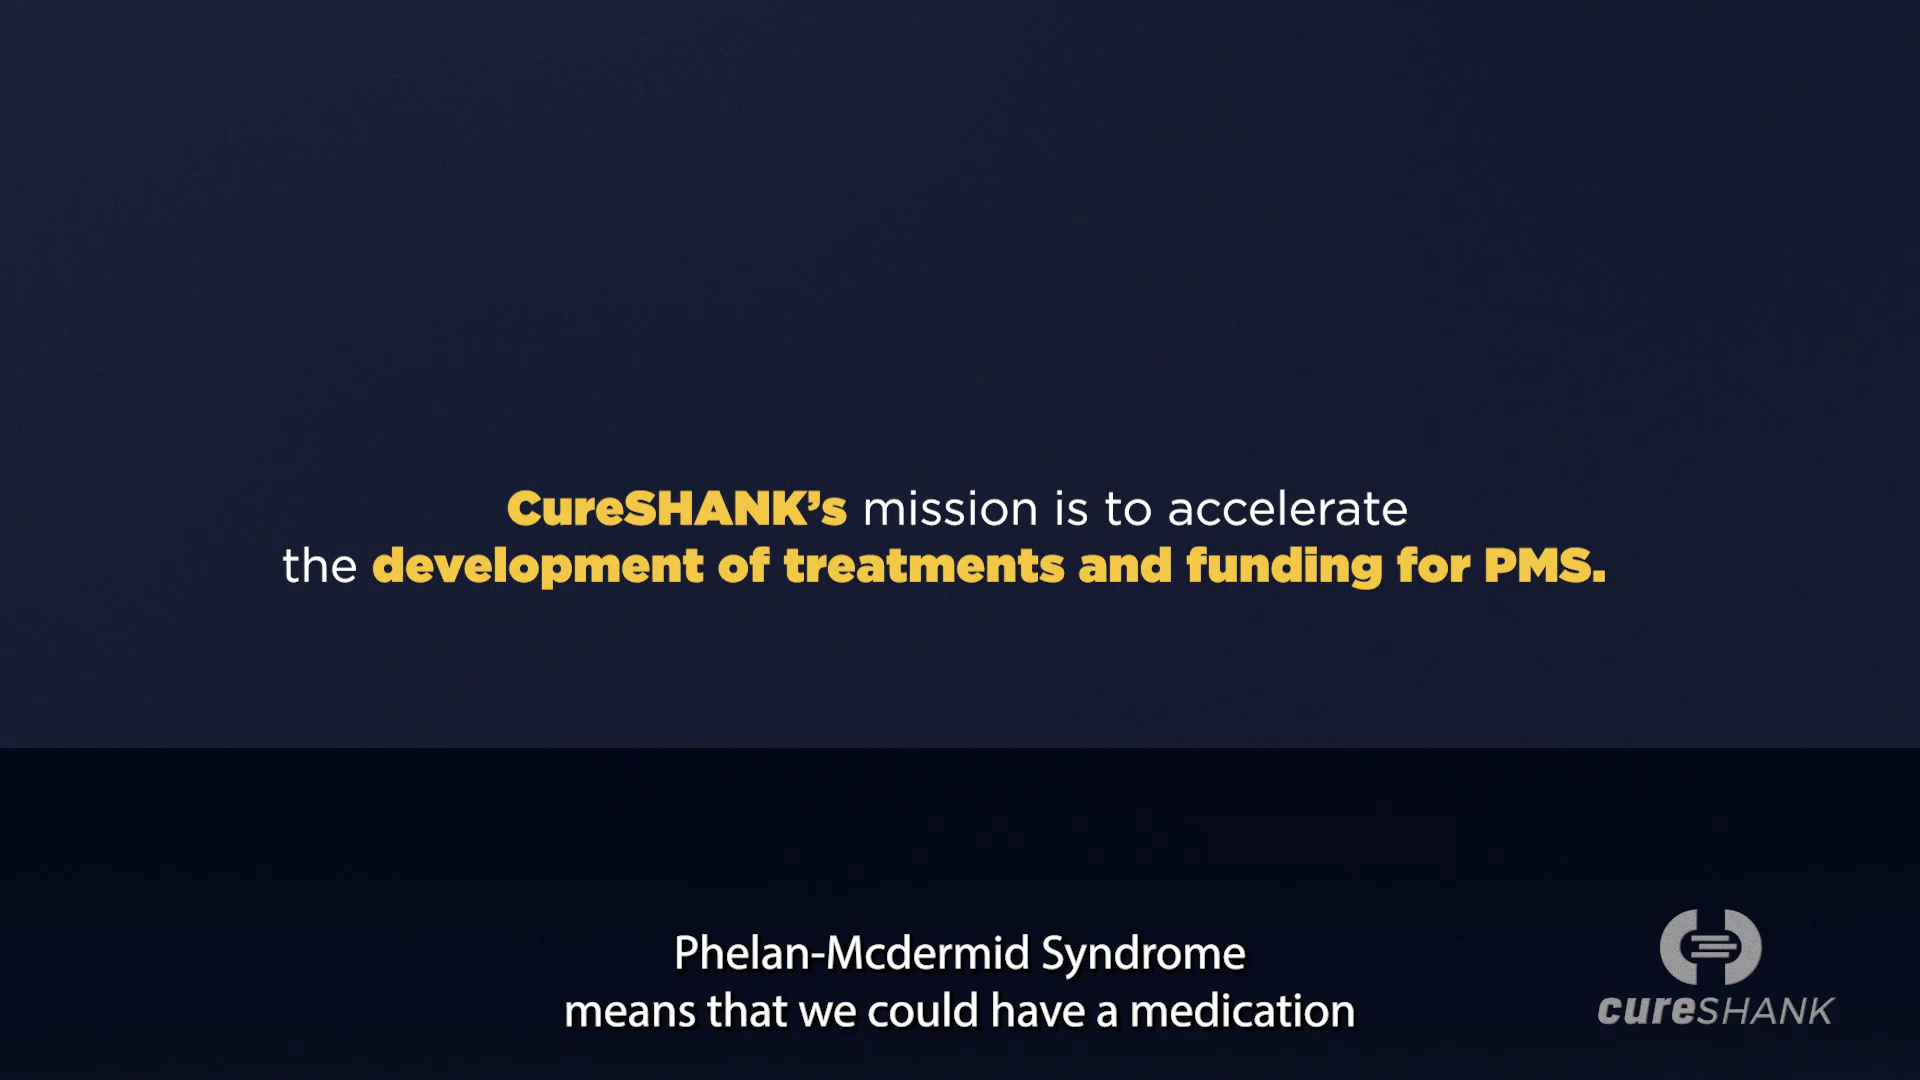 CureSHANK’s mission is to accelerate
the development of treatments and funding for PMS.
Phelan-Mcdermid Syndrome
means that we could have a medication
cureSHANK